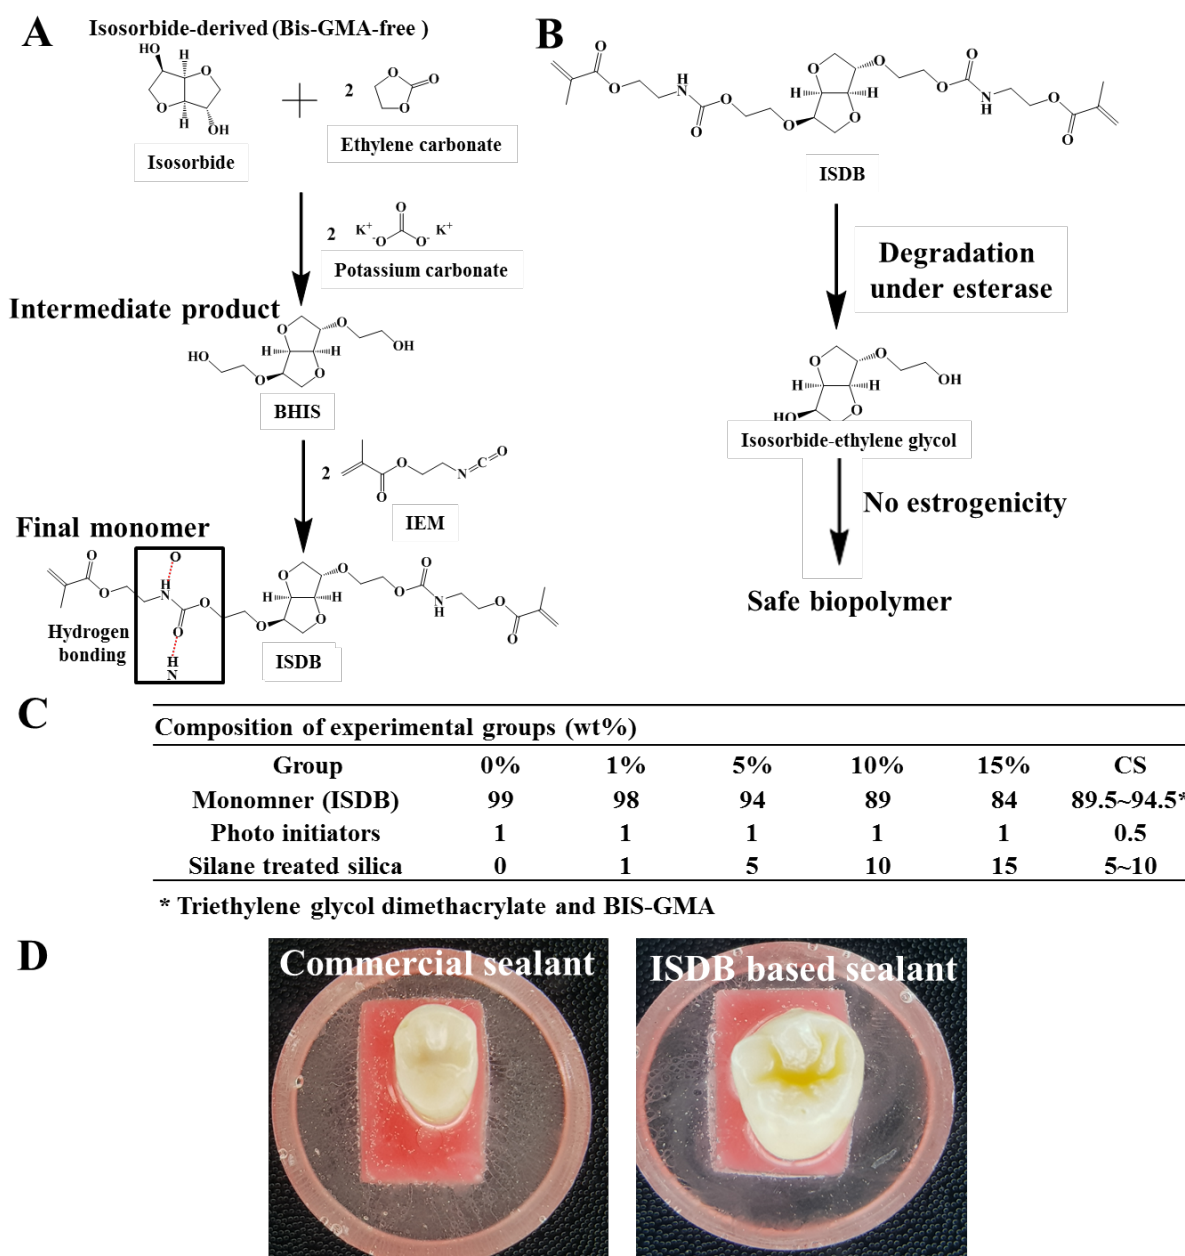 A
Isosorbide-derived (Bis-GMA-free )
HO
H
O
O
H
OH
Isosorbide
2
O
O
O
Ethylene carbonate
2
O
K+
-O
O-
K+
Potassium carbonate
Intermediate product
O
O
OH
H
H
HO
O
O
BHIS
2
O
O
N
C
O
IEM
Final monomer
O
O
H
N
O
O
O
H
N
O
O
O
H
H
O
O
O
O
H
N
O
O
Hydrogen
bonding
ISDB
B
O
O
H
N
O
O
O
O
O
H
H
O
O
O
N
H
O
O
ISDB
Degradation
under esterase
O
O
OH
H
H
HO
O
Isosorbide-ethylene glycol
No estrogenicity
Safe biopolymer
C
Composition of experimental groups (wt%)
Group 0% 1% 5% 10% 15% CS
Monomner (ISDB) 99 98 94 89 84 89.5~94.5*
Photo initiators 1 1 1 1 1 0.5
Silane treated silica 0 1 5 10 15 5~10
* Triethylene glycol dimethacrylate and BIS-GMA
D
Commercial sealant
ISDB based sealant